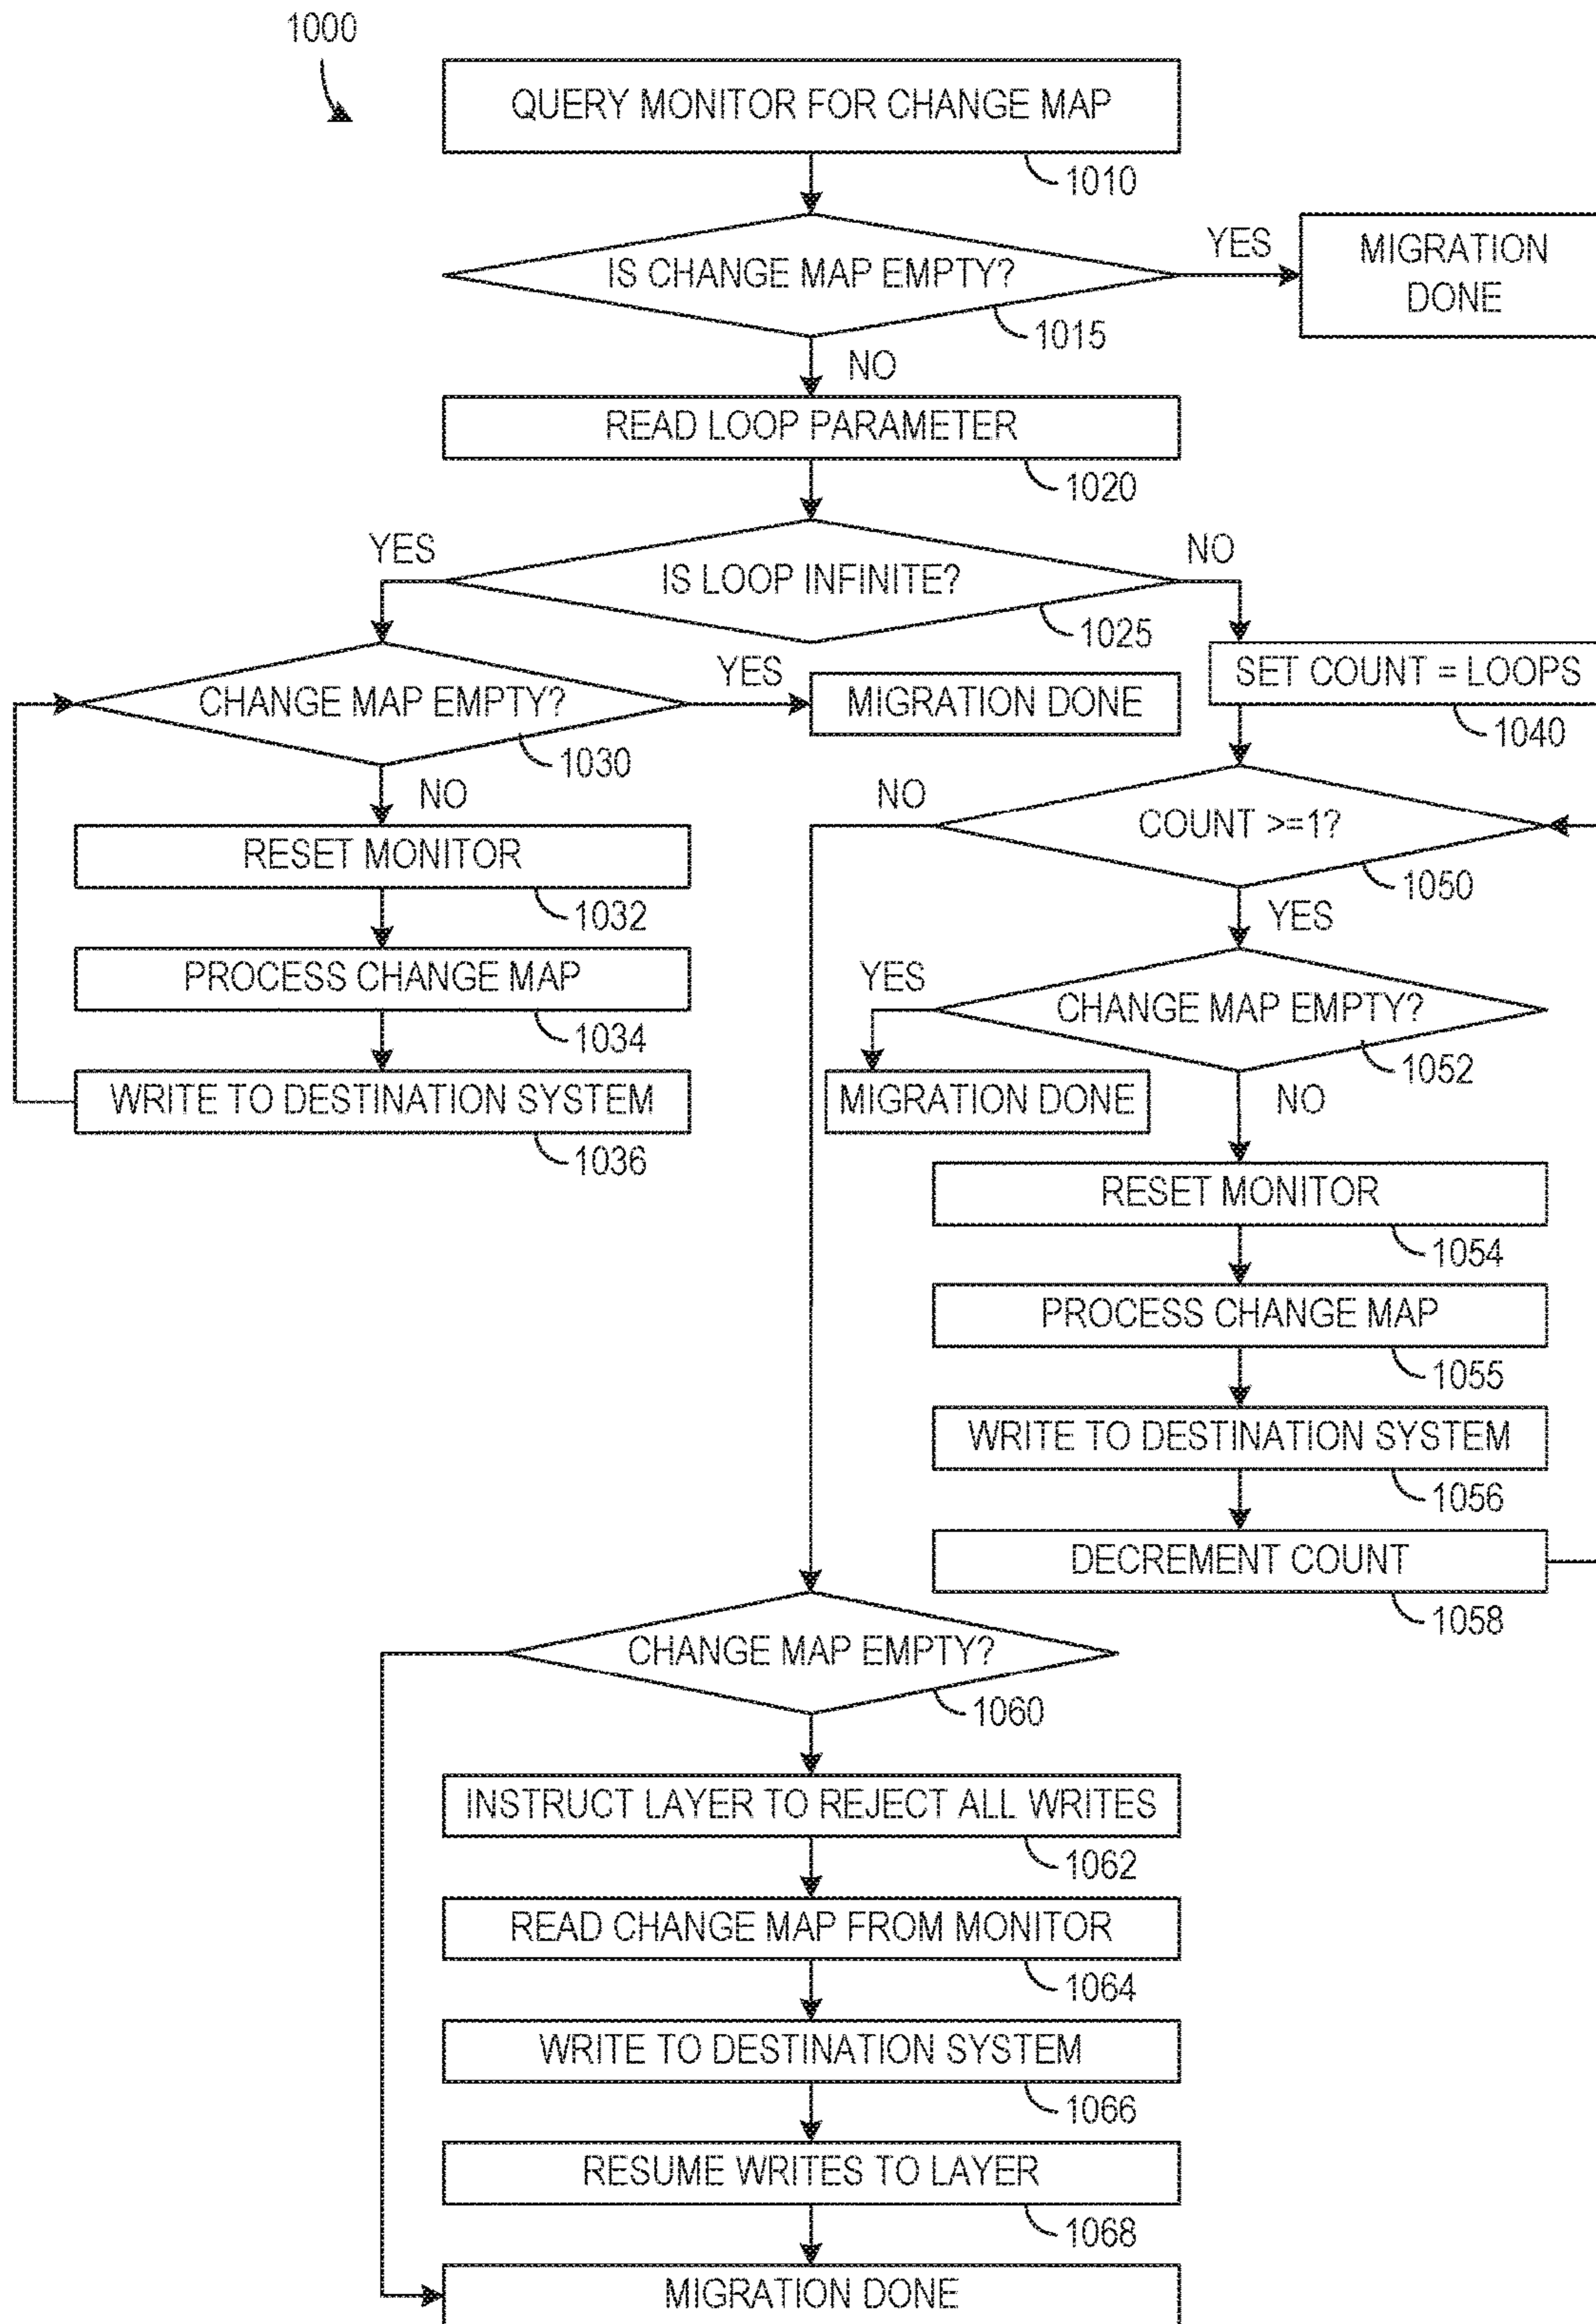 1000
QUERY MONITOR FOR CHANGE MAP
1010
IS CHANGE MAP EMPTY?
YES
MIGRATION
DONE
1015
NO
READ LOOP PARAMETER
1020
YES
NO
IS LOOP INFINITE?
1025
CHANGE MAP EMPTY?
YES
MIGRATION DONE
SET COUNT = LOOPS
1040
1030
NO
NO
COUNT >=1?
1050
RESET MONITOR
1032
YES
PROCESS CHANGE MAP
1034
YES
CHANGE MAP EMPTY?
1052
WRITE TO DESTINATION SYSTEM
1036
MIGRATION DONE
NO
RESET MONITOR
1054
PROCESS CHANGE MAP
1055
WRITE TO DESTINATION SYSTEM
1056
DECREMENT COUNT
1058
CHANGE MAP EMPTY?
1060
INSTRUCT LAYER TO REJECT ALL WRITES
1062
READ CHANGE MAP FROM MONITOR
1064
WRITE TO DESTINATION SYSTEM
1066
RESUME WRITES TO LAYER
1068
MIGRATION DONE